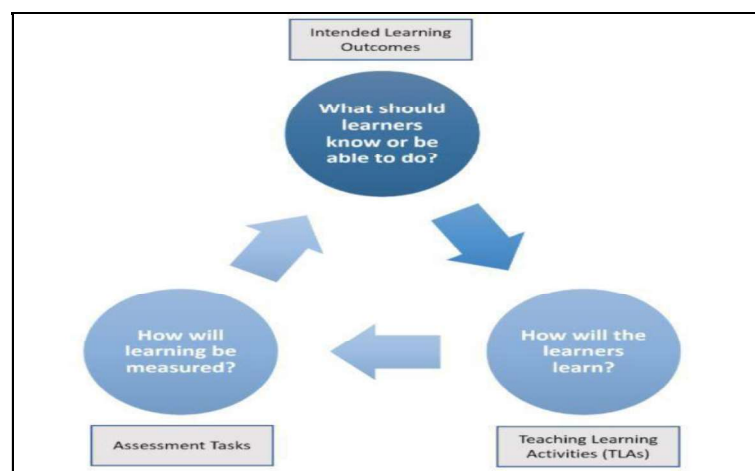 Intended Learning
Outcomes
What should
learners
know or be
able to do?
How will
learning be
measured?
How will the
learners
learn?
Assessment Tasks
Teaching Learning
Activities (TLAs)